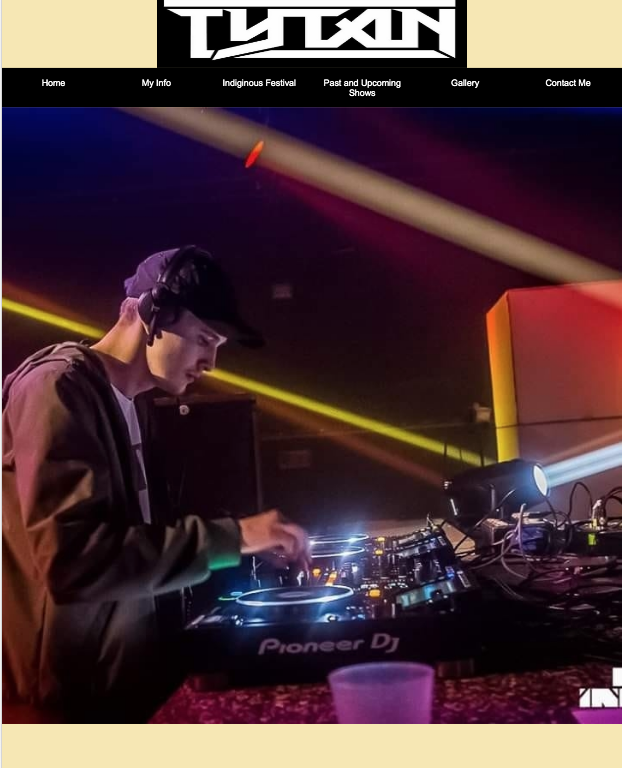 TYTAN
Home
My Info
Indiginous Festival
Past and Upcoming
Shows
Gallery
Contact Me
Pioneer DJ